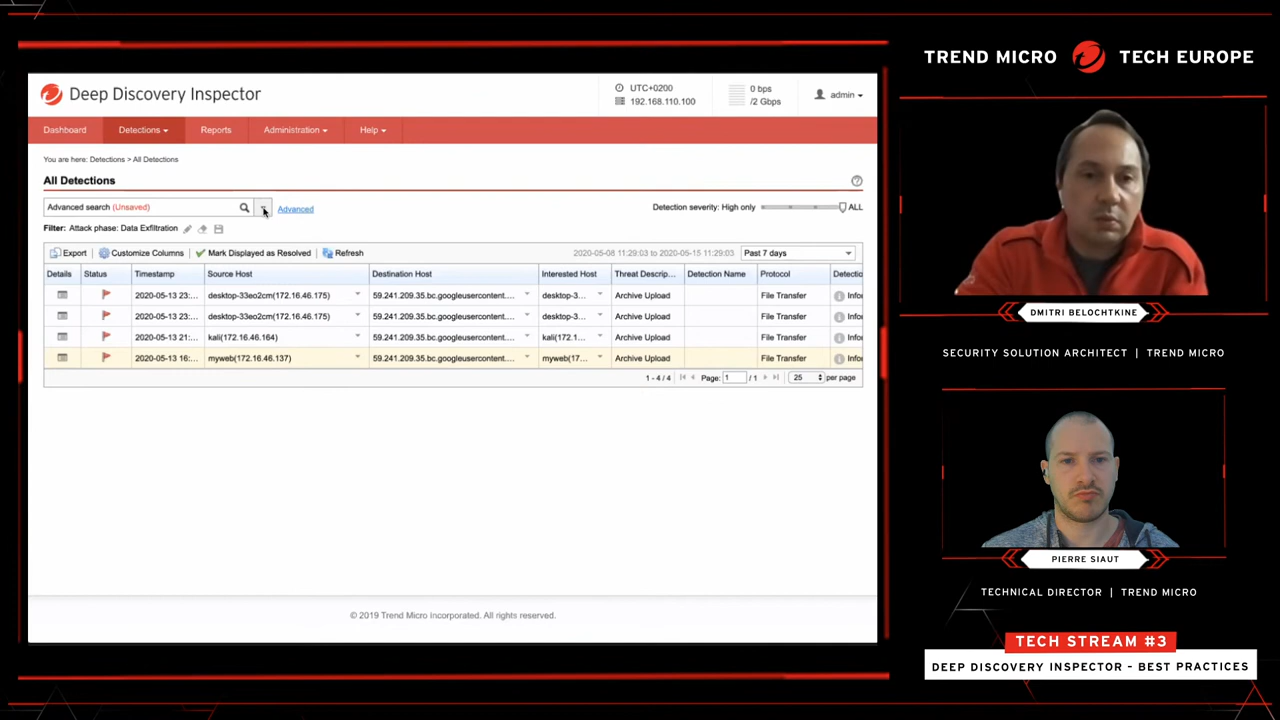 TREND MICRO TECH EUROPE
Deep Discovery Inspector
UTC+0200
192.168.110.100
0 bps
/2 Gbps
admin
Dashboard Detections Reports Administration Help
You are here: Detections > All Detections
All Detections
Advanced search (Unsaved) Advanced
Detection severity: High only ALL
Filter: Attack phase: Data Exfiltration
Export Customize Columns Mark Displayed as Resolved Refresh 2020-05-08 11:29:03 to 2020-05-15 11:29:03 Past 7 days
Details Status Timestamp Source Host Destination Host Interested Host Threat Descrip... Detection Name Protocol Detectio
2020-05-13 23:... desktop-33eo2cm(172.16.46.175) 59.241.209.35.bc.googleusercontent.... desktop-3... Archive Upload File Transfer Infor
2020-05-13 23:... desktop-33eo2cm(172.16.46.175) 59.241.209.35.bc.googleusercontent.... desktop-3... Archive Upload File Transfer Infor
2020-05-13 21:... kali(172.16.46.164) 59.241.209.35.bc.googleusercontent.... kali(172.1... Archive Upload File Transfer Infor
2020-05-13 16:... myweb(172.16.46.137) 59.241.209.35.bc.googleusercontent.... myweb(17... Archive Upload File Transfer Infor
1 - 4 / 4 Page: 1 / 1 25 per page
© 2019 Trend Micro Incorporated. All rights reserved.
DMITRI BELOCHTKINE
SECURITY SOLUTION ARCHITECT | TREND MICRO
PIERRE SIAUT
TECHNICAL DIRECTOR | TREND MICRO
TECH STREAM #3
DEEP DISCOVERY INSPECTOR – BEST PRACTICES